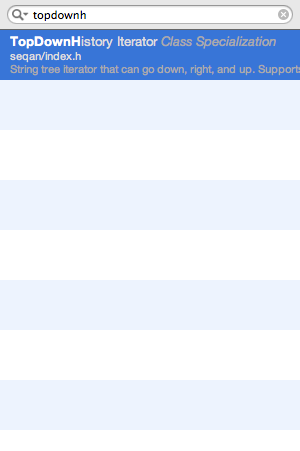 topdownh
TopDownHistory Iterator Class Specialization
seqan/index.h
String tree iterator that can go down, right, and up. Supports